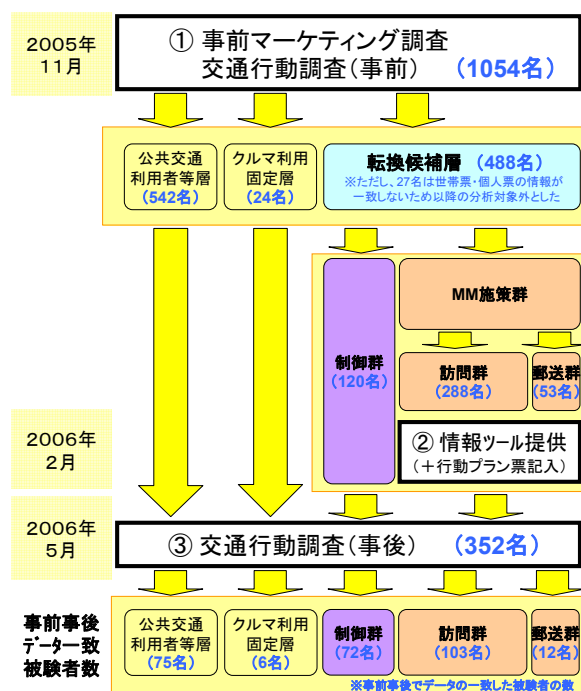 2005年
11月
① 事前マーケティング調査
交通行動調査(事前) (1054名)
公共交通
利用者等層
(542名)
クルマ利用
固定層
(24名)
転換候補層 (488名)
※ただし、27名は世帯票・個人票の情報が
一致しないため以降の分析対象外とした
制御群
(120名)
MM施策群
訪問群
(288名)
郵送群
(53名)
2006年
2月
② 情報ツール提供
(+行動プラン票記入)
2006年
5月
③ 交通行動調査(事後) (352名)
事前事後
データ一致
被験者数
公共交通
利用者等層
(75名)
クルマ利用
固定層
(6名)
制御群
(72名)
訪問群
(103名)
郵送群
(12名)
※事前事後でデータの一致した被験者の数